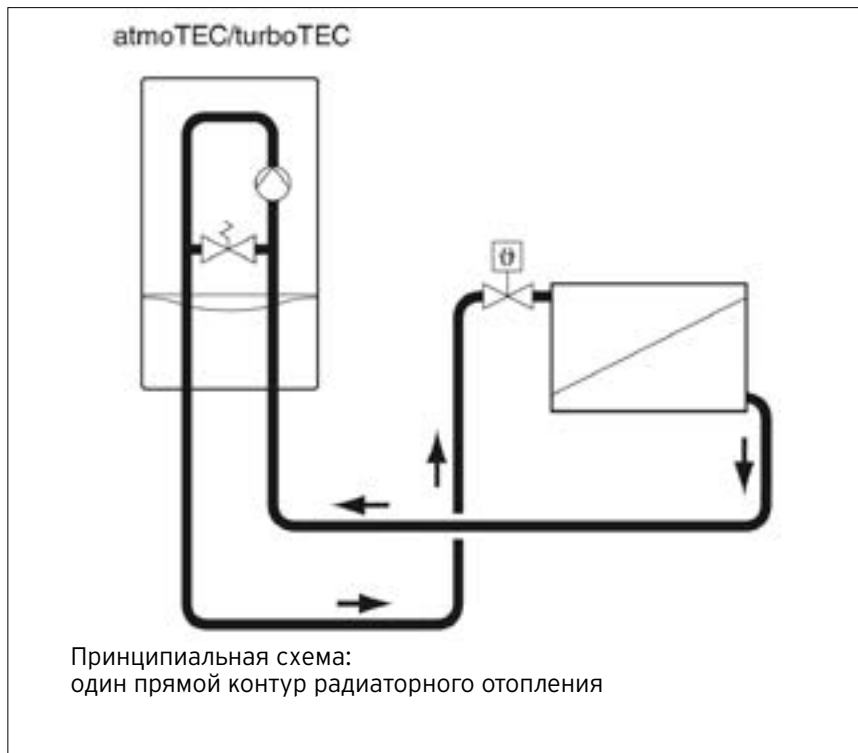 atmoTEC/turboTEC
Принципиальная схема:
один прямой контур радиаторного отопления